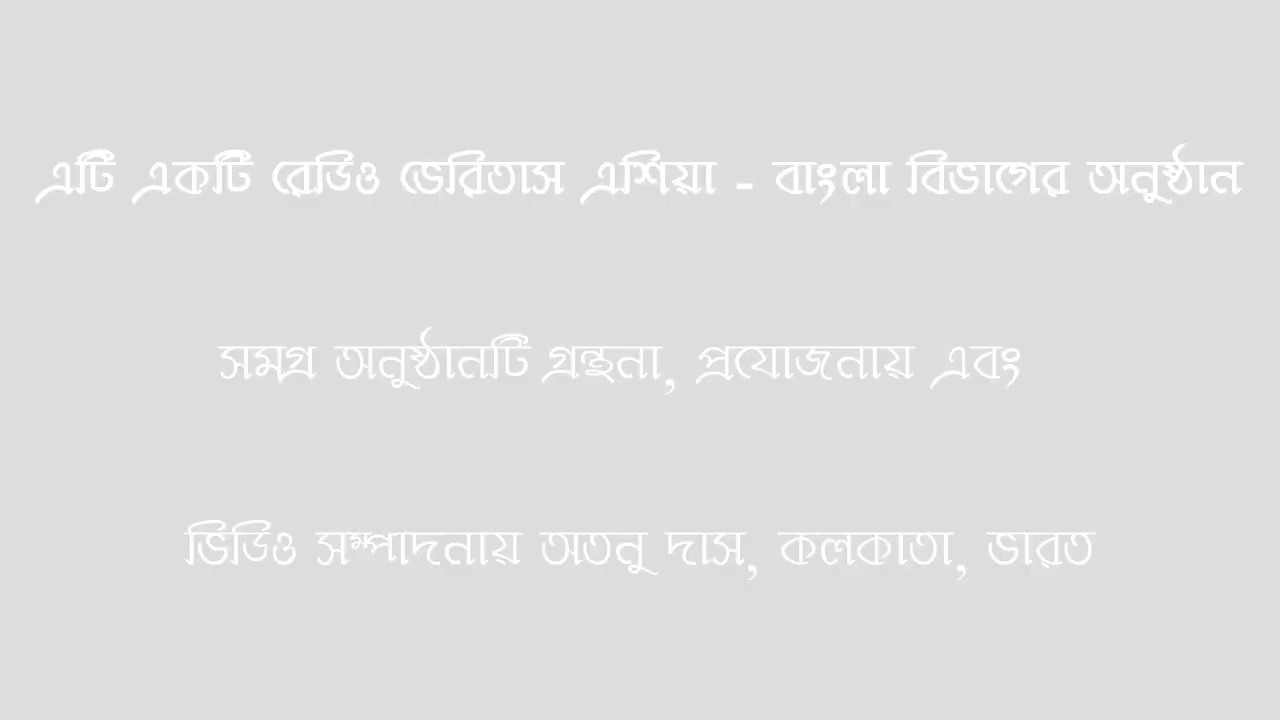 এটি একটি রেডিও ভেরিতাস এশিয়া - বাংলা বিভাগের অনুষ্ঠান
সমগ্র অনুষ্ঠানটি গ্রন্থনা, প্রযোজনায় এবং
ভিডিও সম্পাদনায় অতনু দাস, কলকাতা, ভারত